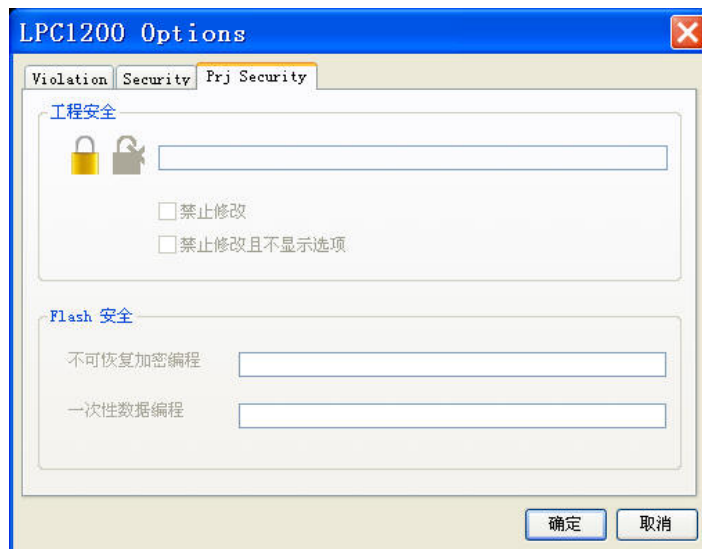 LPC1200 Options
Violation Security Prj Security
工程安全
禁止修改
禁止修改且不显示选项
Flash 安全
不可恢复加密编程
一次性数据编程
确定 取消